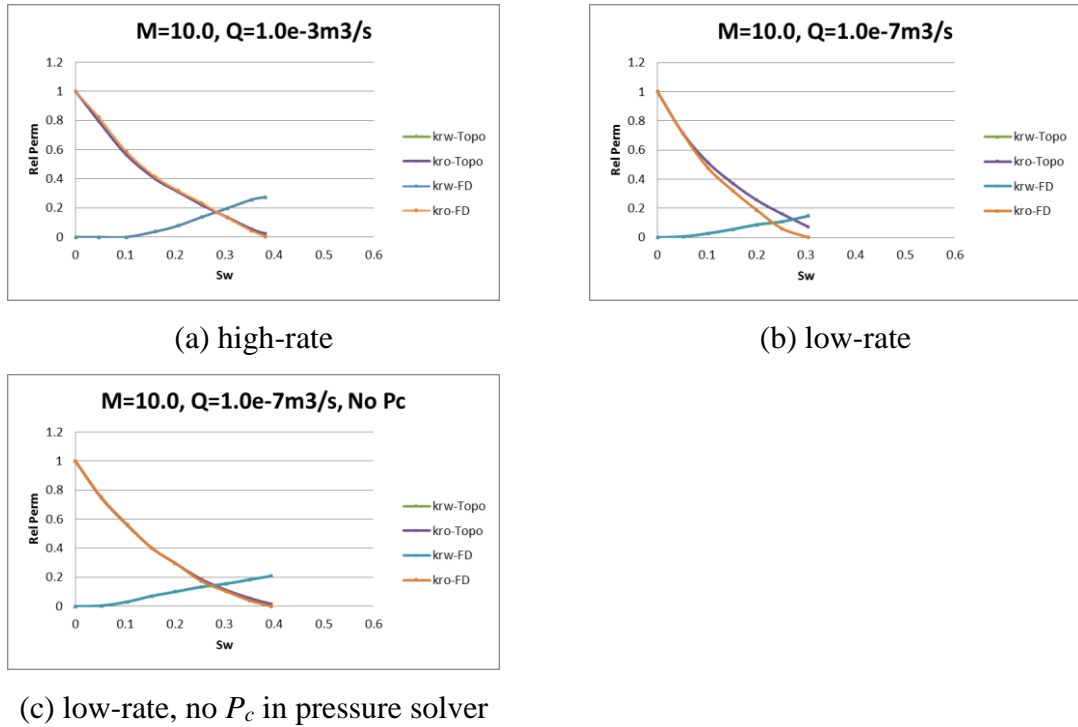 M=10.0, Q=1.0e-3m3/s
1.2
1
0.8
0.6
0.4
0.2
0
Rel Perm
0 0.1 0.2 0.3 0.4 0.5 0.6
Sw
krw-Topo
kro-Topo
krw-FD
kro-FD
(a) high-rate
M=10.0, Q=1.0e-7m3/s
1.2
1
0.8
0.6
0.4
0.2
0
Rel Perm
0 0.1 0.2 0.3 0.4 0.5 0.6
Sw
krw-Topo
kro-Topo
krw-FD
kro-FD
(b) low-rate
M=10.0, Q=1.0e-7m3/s, No Pc
1.2
1
0.8
0.6
0.4
0.2
0
Rel Perm
0 0.1 0.2 0.3 0.4 0.5 0.6
Sw
krw-Topo
kro-Topo
krw-FD
kro-FD
(c) low-rate, no Pc in pressure solver